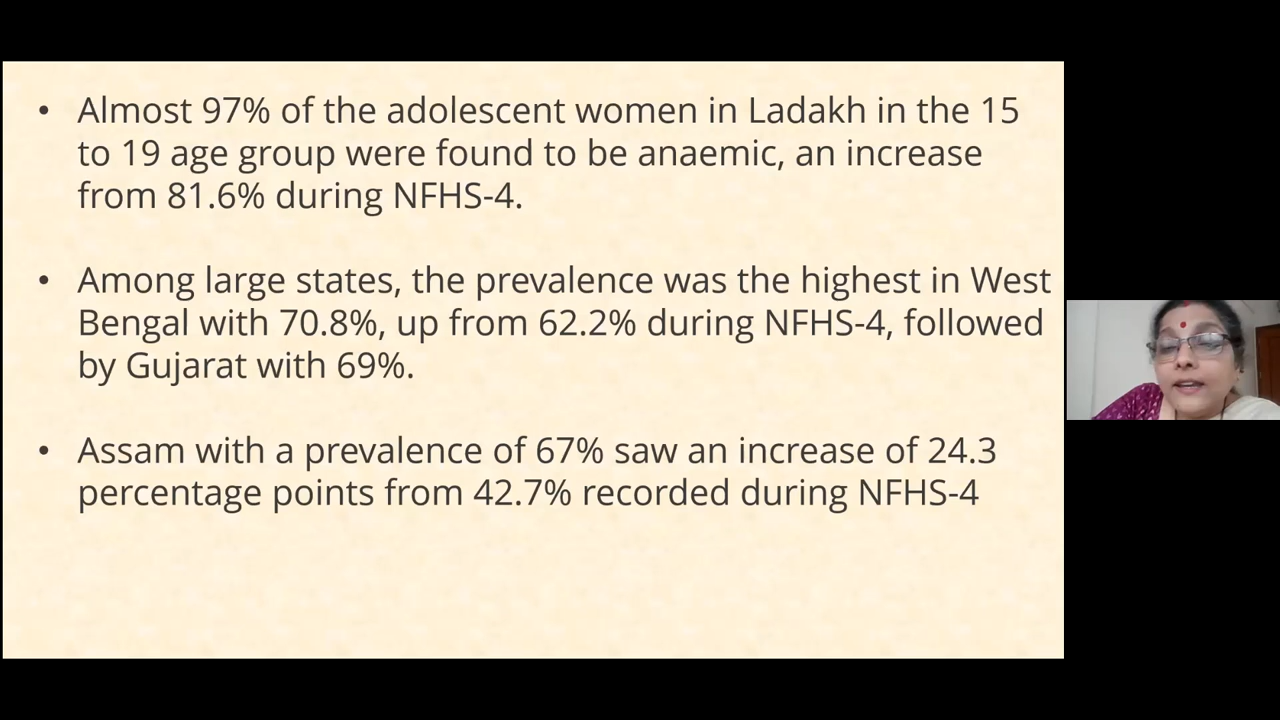 • Almost 97% of the adolescent women in Ladakh in the 15
to 19 age group were found to be anaemic, an increase
from 81.6% during NFHS-4.
• Among large states, the prevalence was the highest in West
Bengal with 70.8%, up from 62.2% during NFHS-4, followed
by Gujarat with 69%.
• Assam with a prevalence of 67% saw an increase of 24.3
percentage points from 42.7% recorded during NFHS-4